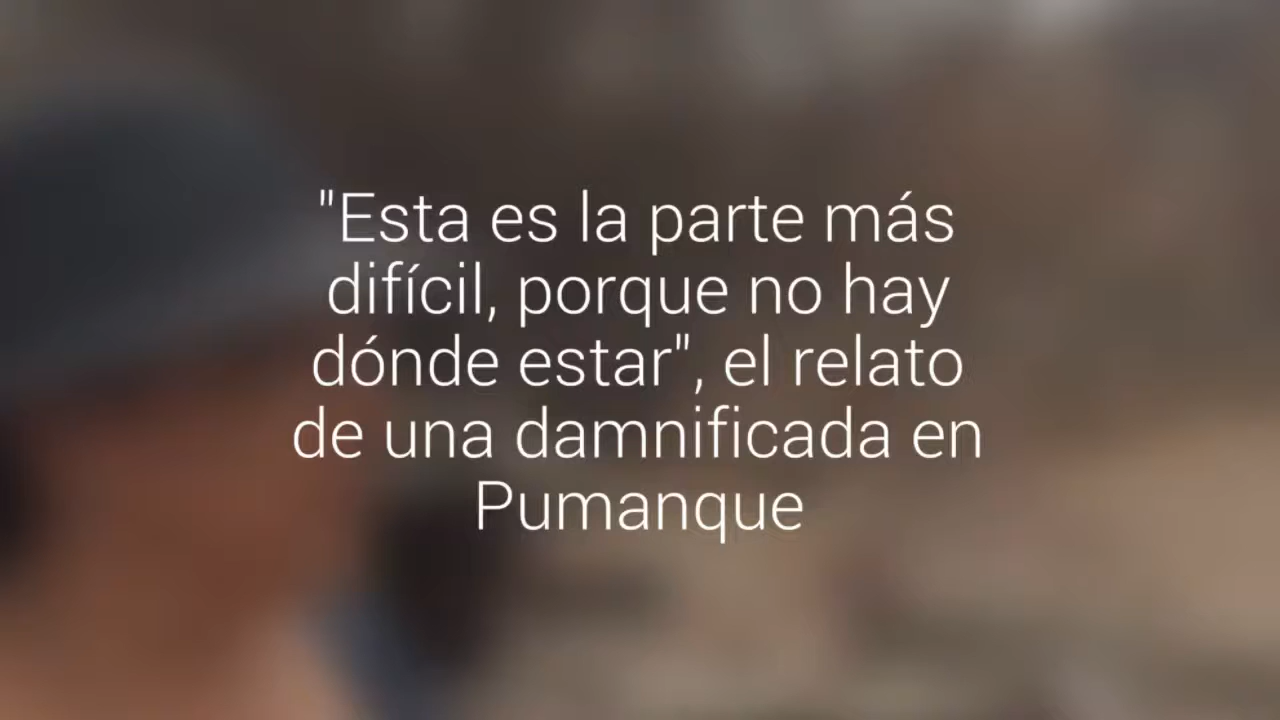 "Esta es la parte más
difícil, porque no hay
dónde estar", el relato
de una damnificada en
Pumanque